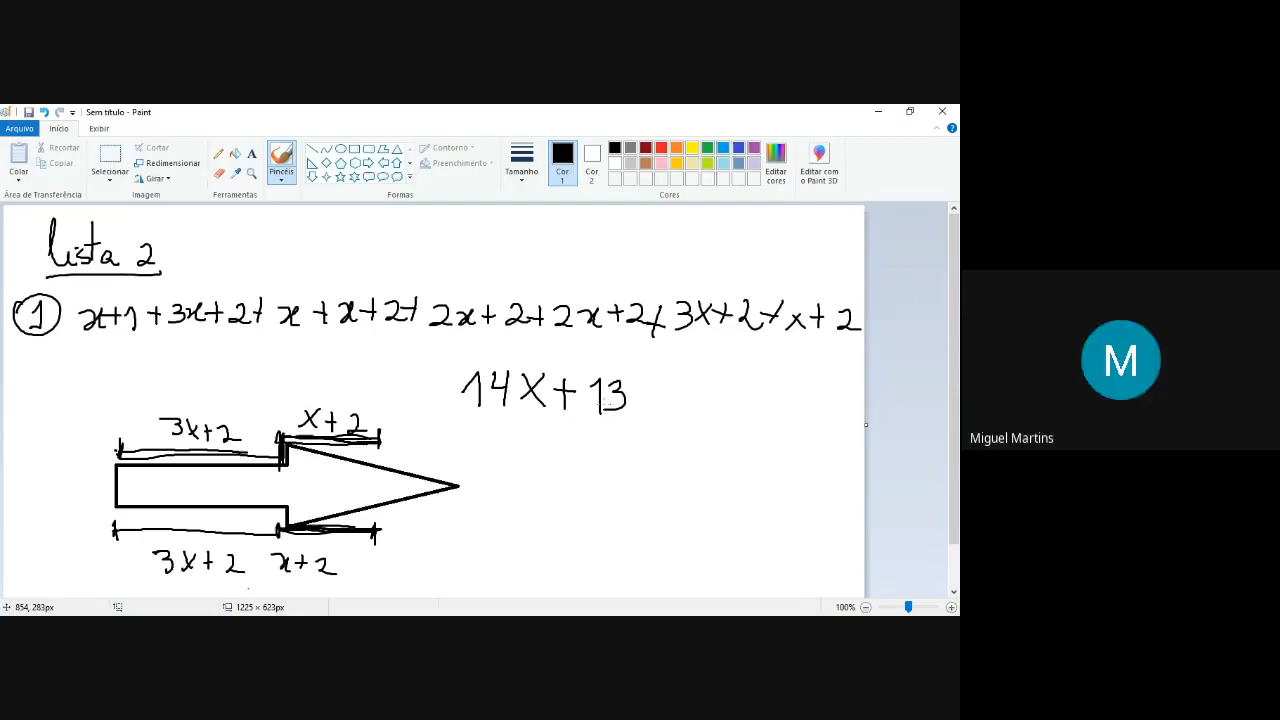 Sem título - Paint
Arquivo Início Exibir
Colar
Recortar
Copiar
Área de Transferência
Selecionar
Cortar
Redimensionar
Girar
Imagem
A
Ferramentas
Pincéis
Contorno
Preenchimento
Formas
Tamanho
Cor 1
Cor 2
Editar cores
Cores
Editar com o Paint 3D
Lista 2
1 x+1+3x+2+x+x+2+2x+2+2x+2+3x+2+x+2
14x+13
3x+2 x+2
3x+2 x+2
854, 283px
1225 × 623px
100%
M
Miguel Martins